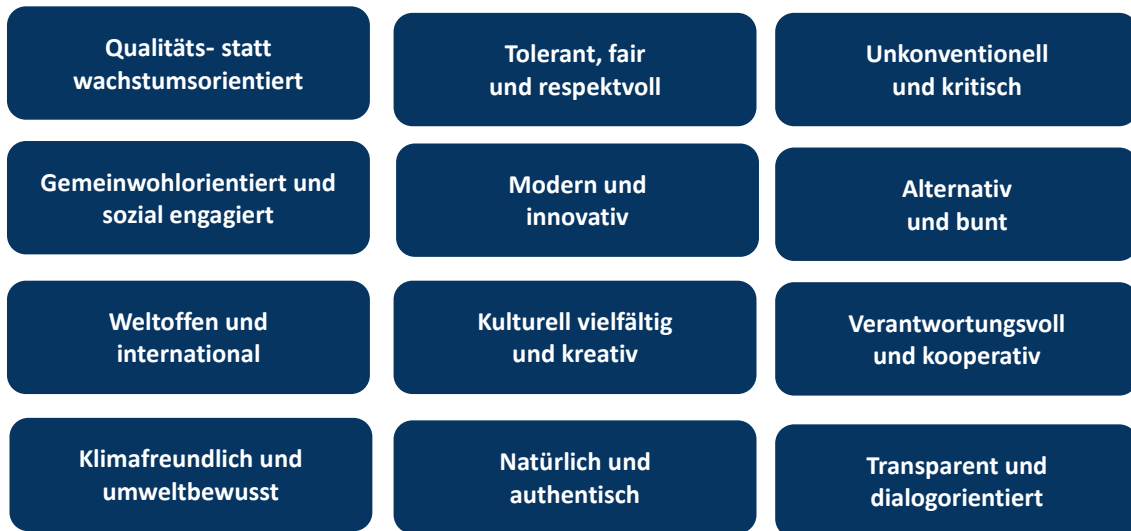 Qualitäts- statt
wachstumsorientiert
Tolerant, fair
und respektvoll
Unkonventionell
und kritisch
Gemeinwohlorientiert und
sozial engagiert
Modern und
innovativ
Alternativ
und bunt
Weltoffen und
international
Kulturell vielfältig
und kreativ
Verantwortungsvoll
und kooperativ
Klimafreundlich und
umweltbewusst
Natürlich und
authentisch
Transparent und
dialogorientiert